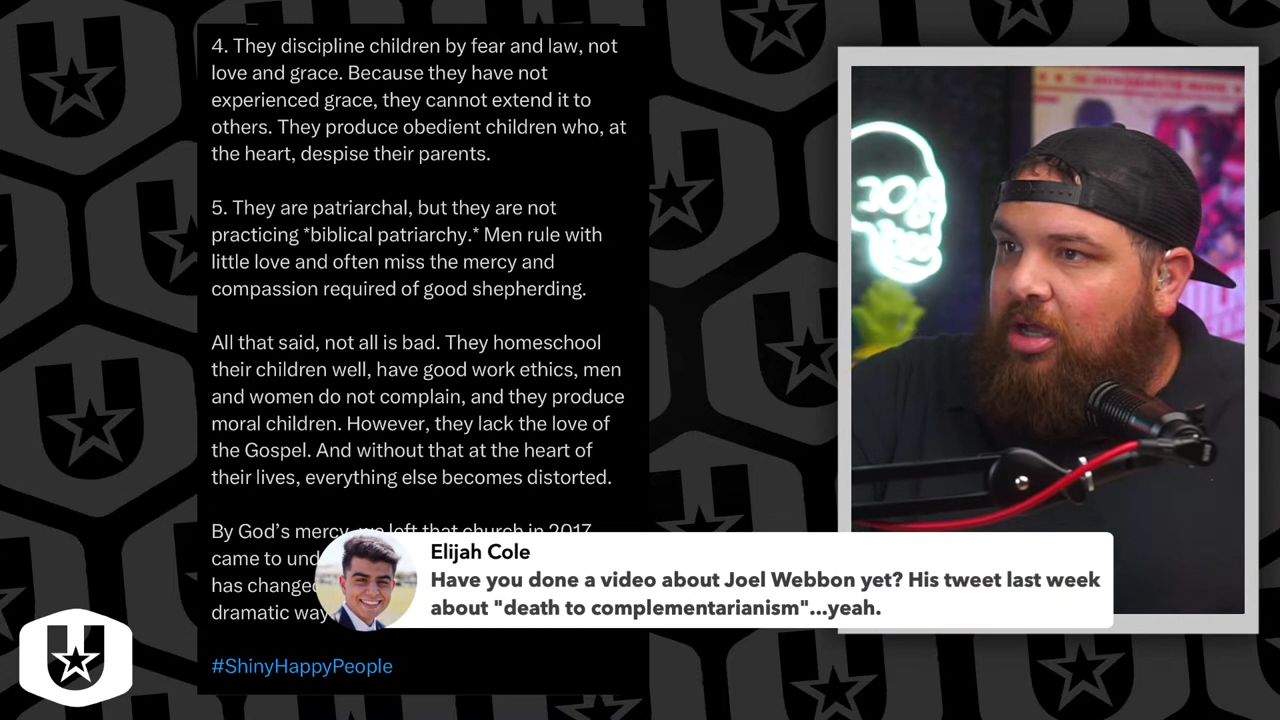 4. They discipline children by fear and law, not
love and grace. Because they have not
experienced grace, they cannot extend it to
others. They produce obedient children who, at
the heart, despise their parents.
5. They are patriarchal, but they are not
practicing *biblical patriarchy.* Men rule with
little love and often miss the mercy and
compassion required of good shepherding.
All that said, not all is bad. They homeschool
their children well, have good work ethics, men
and women do not complain, and they produce
moral children. However, they lack the love of
the Gospel. And without that at the heart of
their lives, everything else becomes distorted.
By God's mercy, we left that church in 2017
came to
has
dramatic
#ShinyHappyPeople
Elijah Cole
Have you done a video about Joel Webbon yet? His tweet last week
about "death to complementarianism"...yeah.